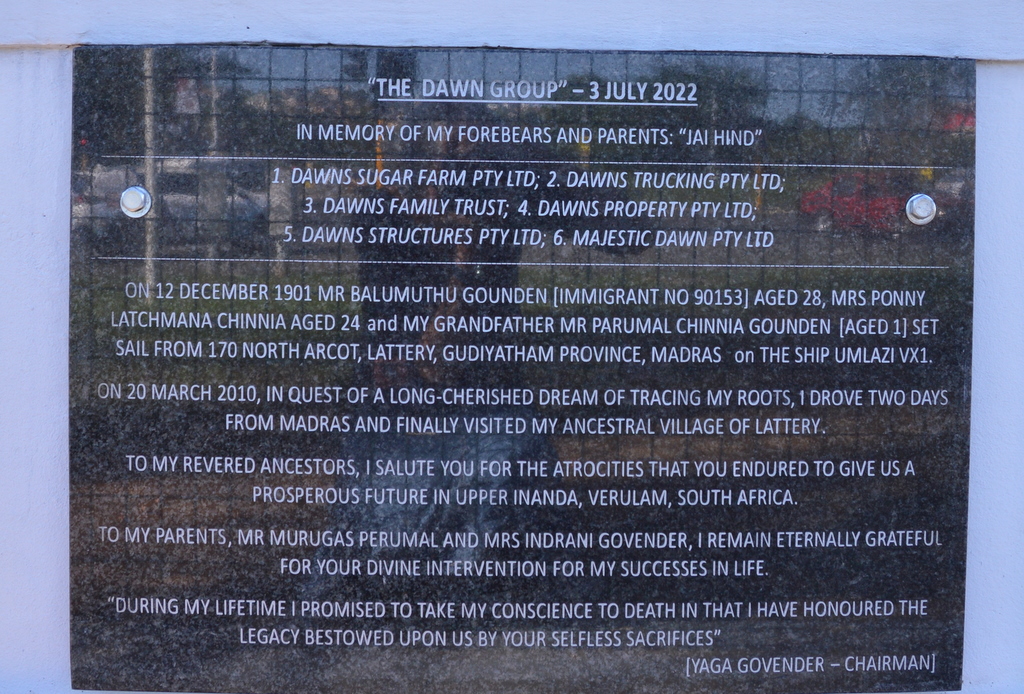 "THE DAWN GROUP" – 3 JULY 2022
IN MEMORY OF MY FOREBEARS AND PARENTS: "JAI HIND"
1. DAWNS SUGAR FARM PTY LTD; 2. DAWNS TRUCKING PTY LTD;
3. DAWNS FAMILY TRUST; 4. DAWNS PROPERTY PTY LTD;
5. DAWNS STRUCTURES PTY LTD; 6. MAJESTIC DAWN PTY LTD
ON 12 DECEMBER 1901 MR BALUMUTHU GOUNDEN [IMMIGRANT NO 90153] AGED 28, MRS PONNY
LATCHMANA CHINNIA AGED 24 and MY GRANDFATHER MR PARUMAL CHINNIA GOUNDEN [AGED 1] SET
SAIL FROM 170 NORTH ARCOT, LATTERY, GUDIYATHAM PROVINCE, MADRAS on THE SHIP UMLAZI VX1.
ON 20 MARCH 2010, IN QUEST OF A LONG-CHERISHED DREAM OF TRACING MY ROOTS, I DROVE TWO DAYS
FROM MADRAS AND FINALLY VISITED MY ANCESTRAL VILLAGE OF LATTERY.
TO MY REVERED ANCESTORS, I SALUTE YOU FOR THE ATROCITIES THAT YOU ENDURED TO GIVE US A
PROSPEROUS FUTURE IN UPPER INANDA, VERULAM, SOUTH AFRICA.
TO MY PARENTS, MR MURUGAS PERUMAL AND MRS INDRANI GOVENDER, I REMAIN ETERNALLY GRATEFUL
FOR YOUR DIVINE INTERVENTION FOR MY SUCCESSES IN LIFE.
"DURING MY LIFETIME I PROMISED TO TAKE MY CONSCIENCE TO DEATH IN THAT I HAVE HONOURED THE
LEGACY BESTOWED UPON US BY YOUR SELFLESS SACRIFICES"
[YAGA GOVENDER – CHAIRMAN]